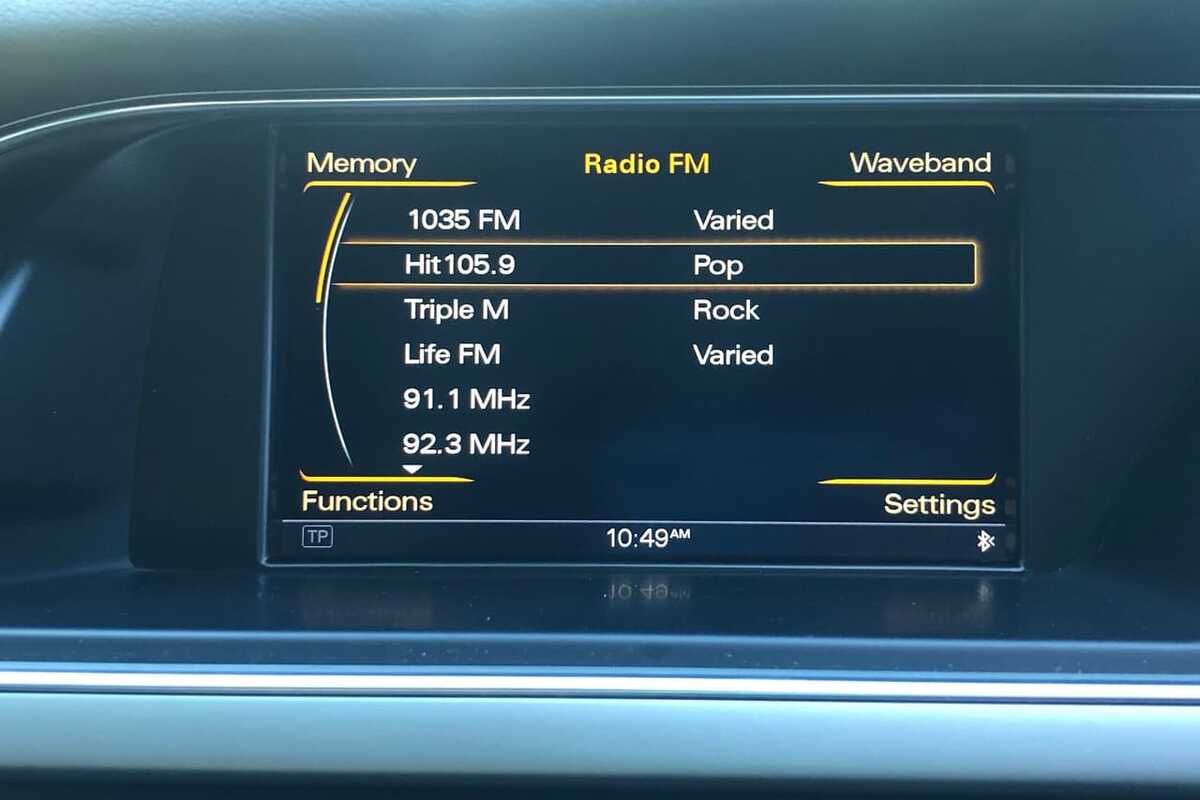 Memory Radio FM Waveband
1035 FM Varied
Hit105.9 Pop
Triple M Rock
Life FM Varied
91.1 MHz
92.3 MHz
Functions Settings
TP 10:49AM